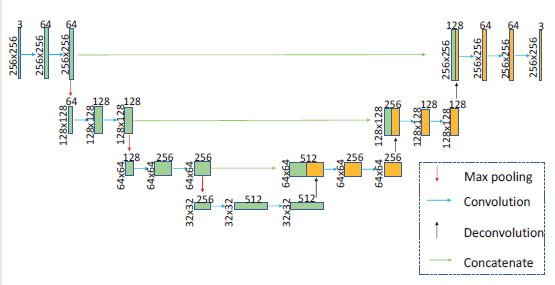 3 64 64 128 64 64 3
256x256 256x256 256x256 256x256 256x256 256x256 256x256
64 128 128 256 128 128
128x128 128x128 128x128 128x128 128x128 128x128
128 256 256 512 256 256
64x64 64x64 64x64 64x64 64x64 64x64
256 512 512
32x32 32x32 32x32
Max pooling
Convolution
Deconvolution
Concatenate